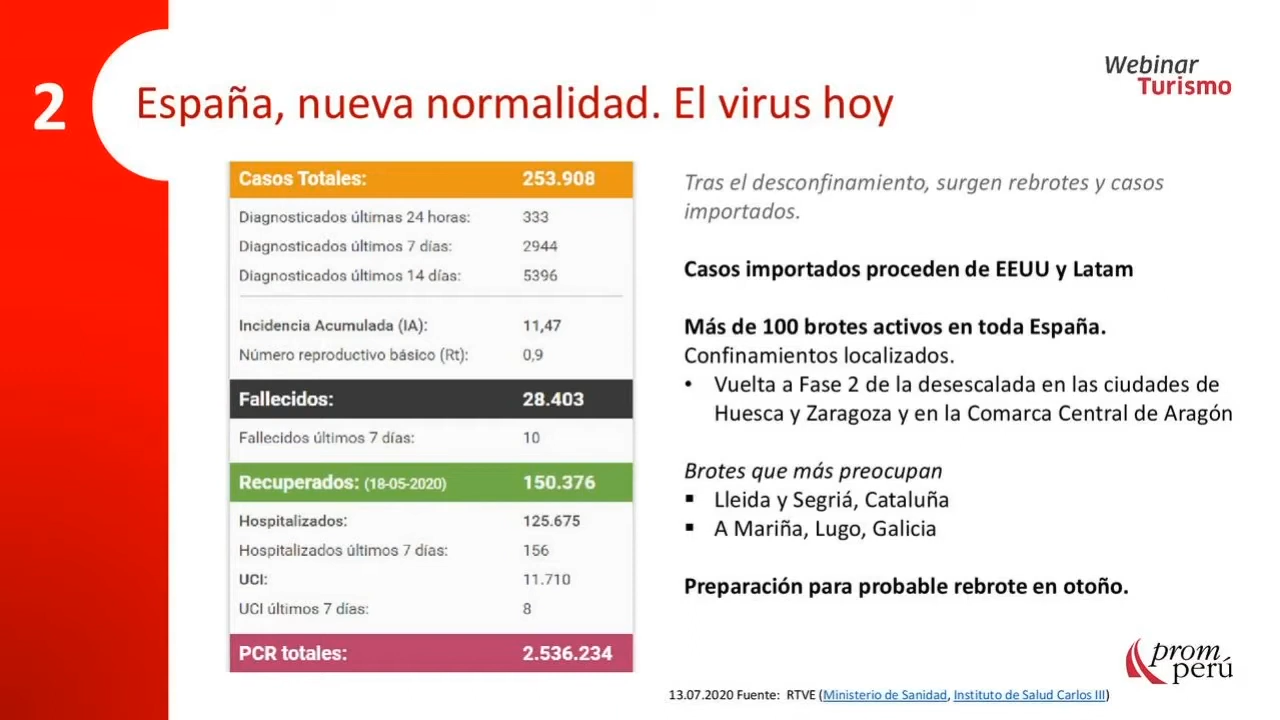 2
España, nueva normalidad. El virus hoy
Webinar
Turismo
Casos Totales: 253.908
Diagnosticados últimas 24 horas: 333
Diagnosticados últimos 7 días: 2944
Diagnosticados últimos 14 días: 5396
Incidencia Acumulada (IA): 11,47
Número reproductivo básico (Rt): 0,9
Fallecidos: 28.403
Fallecidos últimos 7 días: 10
Recuperados: (18-05-2020) 150.376
Hospitalizados: 125.675
Hospitalizados últimos 7 días: 156
UCI: 11.710
UCI últimos 7 días: 8
PCR totales: 2.536.234
Tras el desconfinamiento, surgen rebrotes y casos
importados.
Casos importados proceden de EEUU y Latam
Más de 100 brotes activos en toda España.
Confinamientos localizados.
• Vuelta a Fase 2 de la desescalada en las ciudades de
Huesca y Zaragoza y en la Comarca Central de Aragón
Brotes que más preocupan
▪ Lleida y Segriá, Cataluña
▪ A Mariña, Lugo, Galicia
Preparación para probable rebrote en otoño.
prom
perú
13.07.2020 Fuente: RTVE (Ministerio de Sanidad, Instituto de Salud Carlos III)